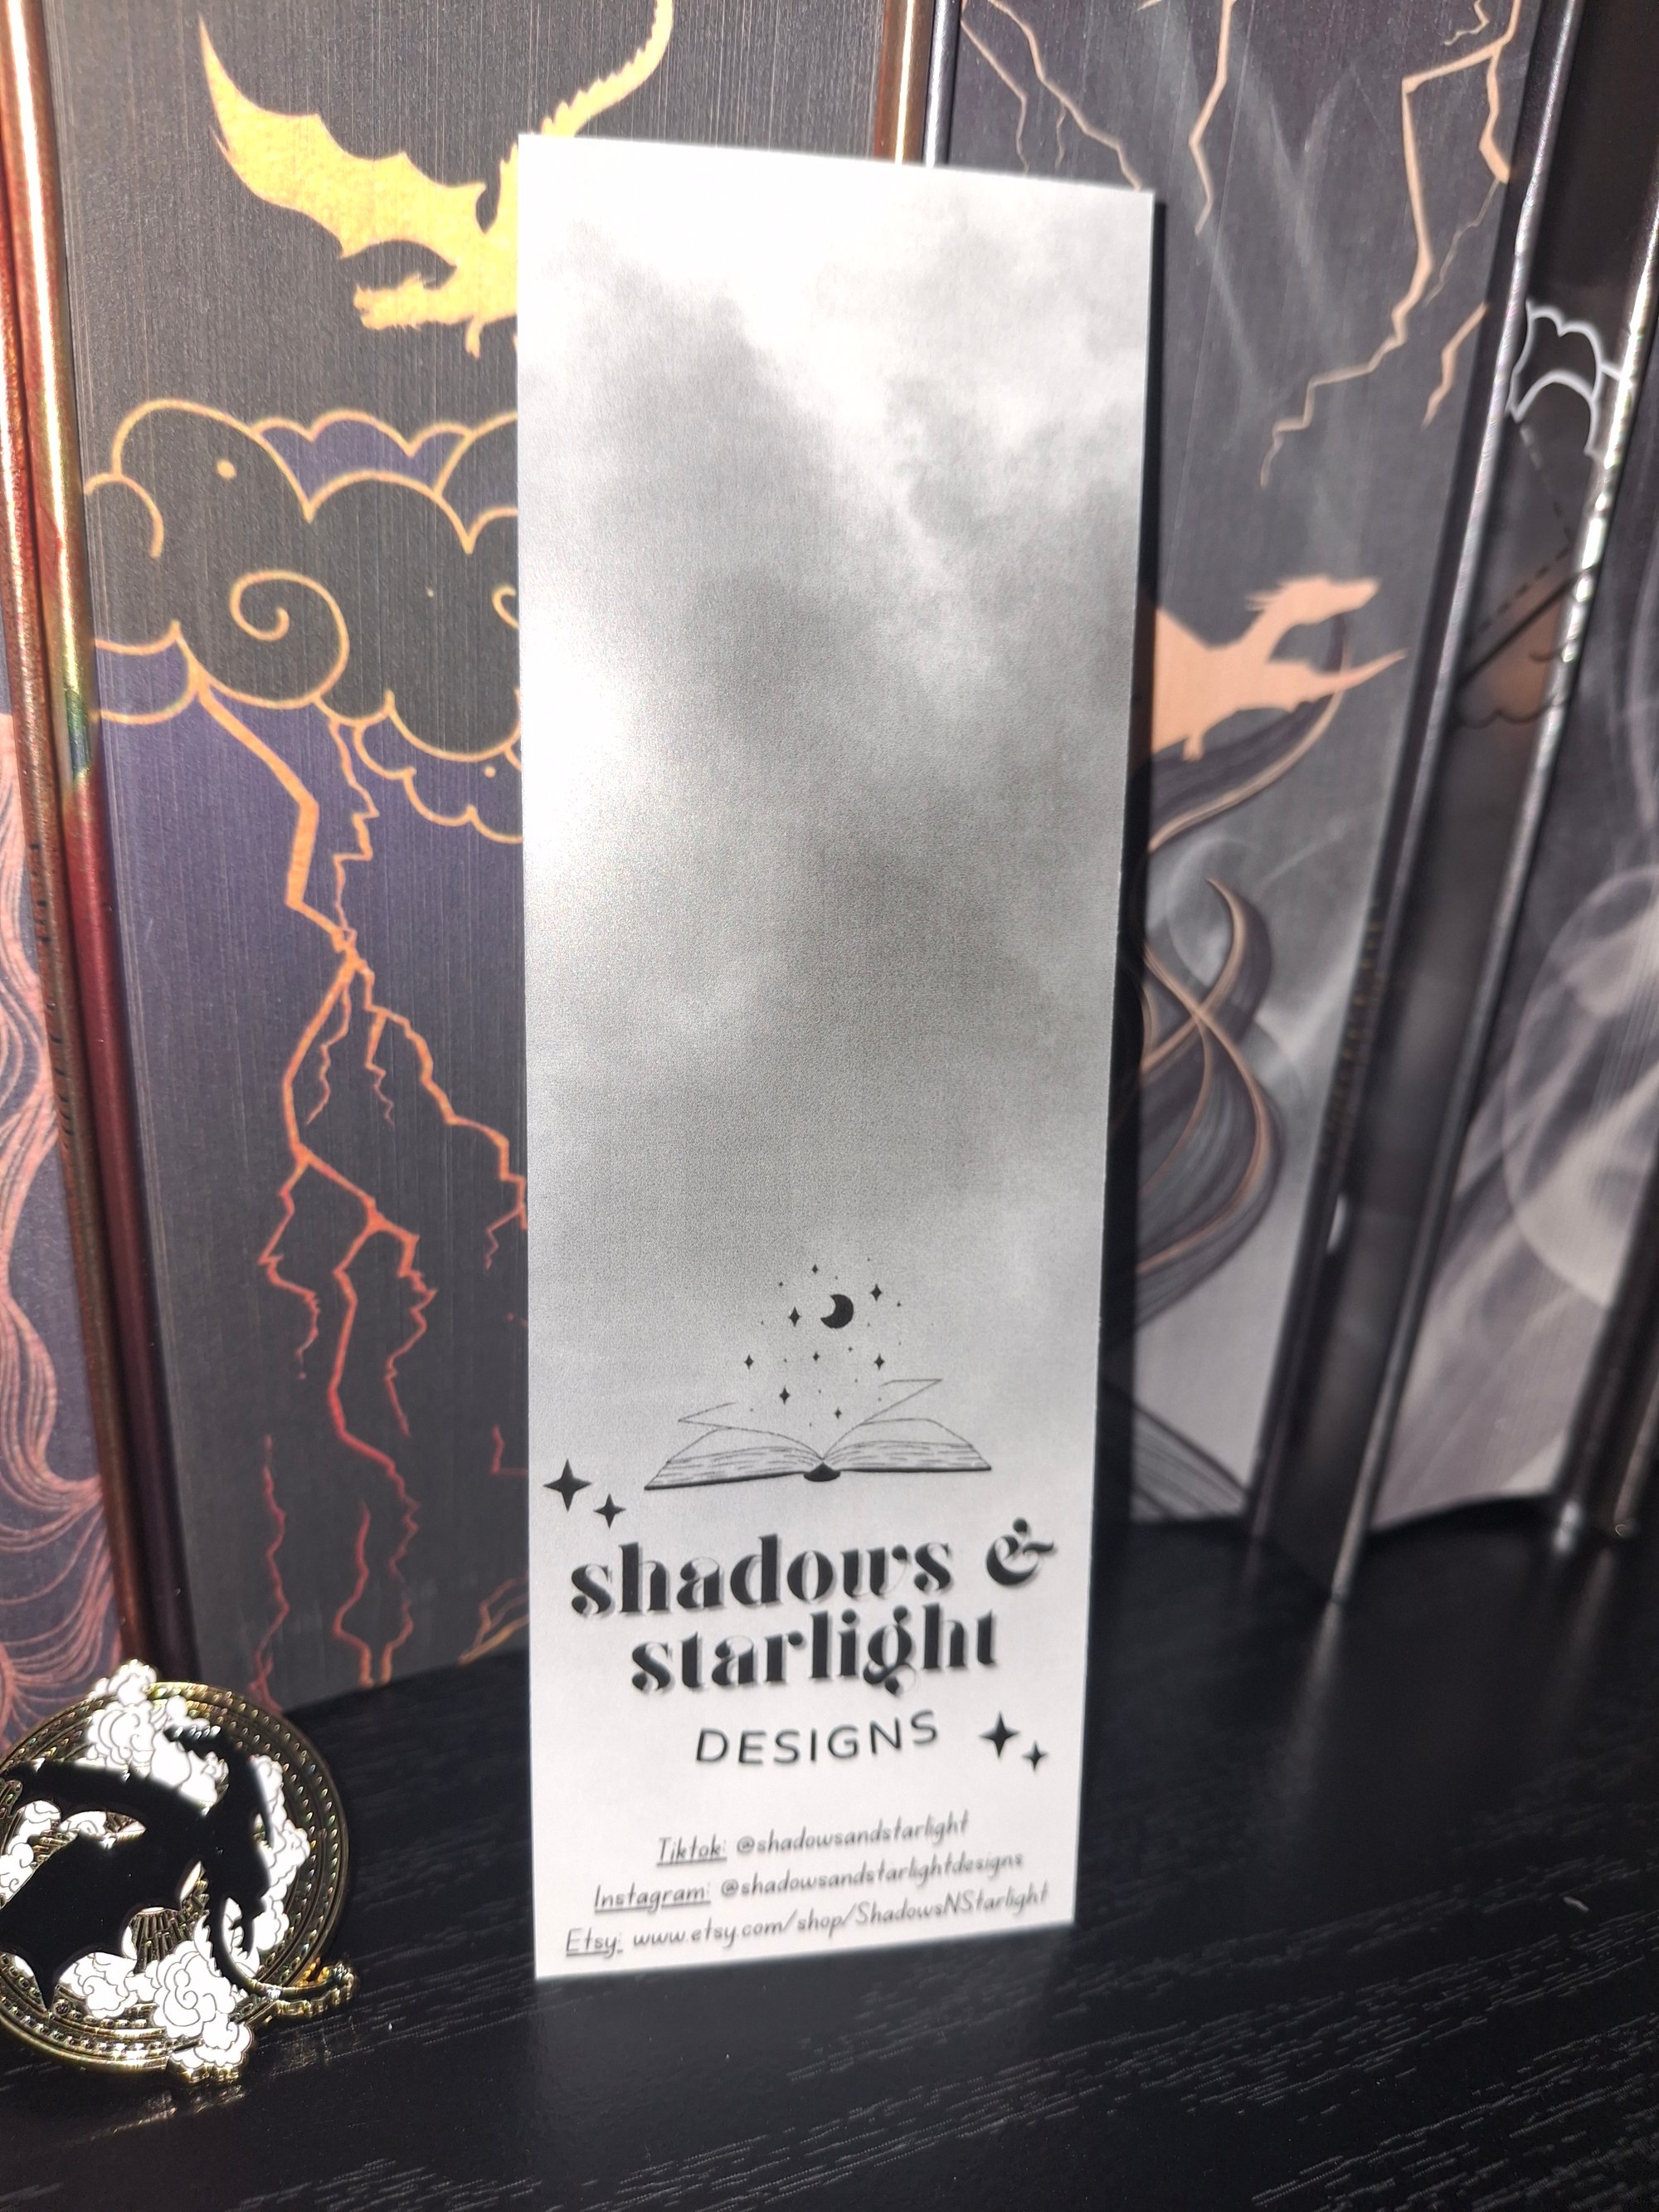 shadows &
starlight
DESIGNS
Tiktok: @shadowsandstarlight
Instagram: @shadowsandstarlightdesigns
Etsy: www.etsy.com/shop/ShadowsNStarlight